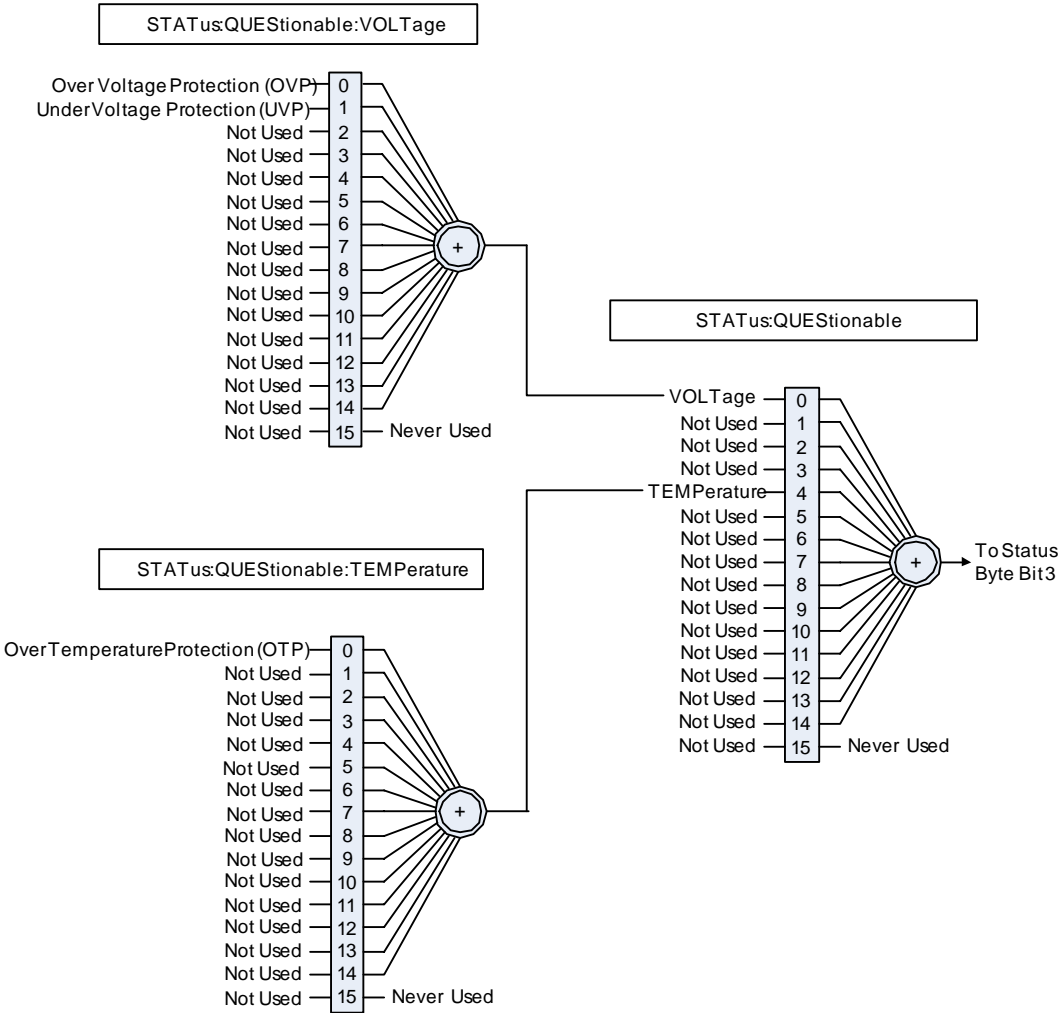 STATus:QUEStionable:VOLTage
Over Voltage Protection (OVP) 0
Under Voltage Protection (UVP) 1
Not Used 2
Not Used 3
Not Used 4
Not Used 5
Not Used 6
Not Used 7
Not Used 8
Not Used 9
Not Used 10
Not Used 11
Not Used 12
Not Used 13
Not Used 14
Not Used 15 Never Used
+
STATus:QUEStionable
VOLTage 0
Not Used 1
Not Used 2
Not Used 3
TEMPerature 4
Not Used 5
Not Used 6
Not Used 7
Not Used 8
Not Used 9
Not Used 10
Not Used 11
Not Used 12
Not Used 13
Not Used 14
Not Used 15 Never Used
+
To Status
Byte Bit 3
STATus:QUEStionable:TEMPerature
Over Temperature Protection (OTP) 0
Not Used 1
Not Used 2
Not Used 3
Not Used 4
Not Used 5
Not Used 6
Not Used 7
Not Used 8
Not Used 9
Not Used 10
Not Used 11
Not Used 12
Not Used 13
Not Used 14
Not Used 15 Never Used
+